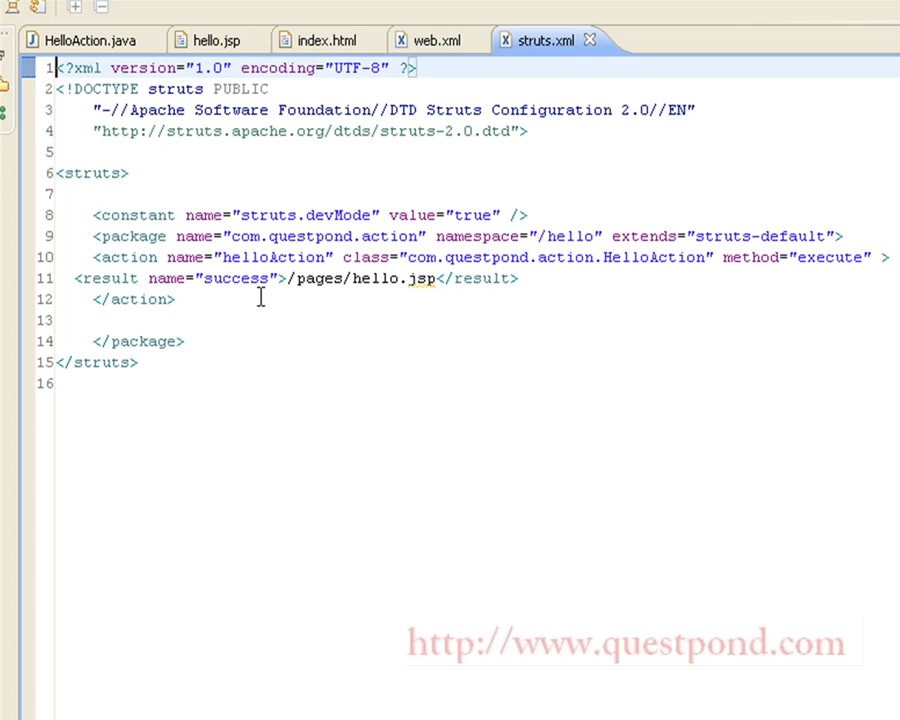 HelloAction.java hello.jsp index.html web.xml struts.xml
1 <?xml version="1.0" encoding="UTF-8" ?>
2 <!DOCTYPE struts PUBLIC
3 "-//Apache Software Foundation//DTD Struts Configuration 2.0//EN"
4 "http://struts.apache.org/dtds/struts-2.0.dtd">
5
6 <struts>
7
8 <constant name="struts.devMode" value="true" />
9 <package name="com.questpond.action" namespace="/hello" extends="struts-default">
10 <action name="helloAction" class="com.questpond.action.HelloAction" method="execute" >
11 <result name="success">/pages/hello.jsp</result>
12 </action>
13
14 </package>
15 </struts>
16
http://www.questpond.com